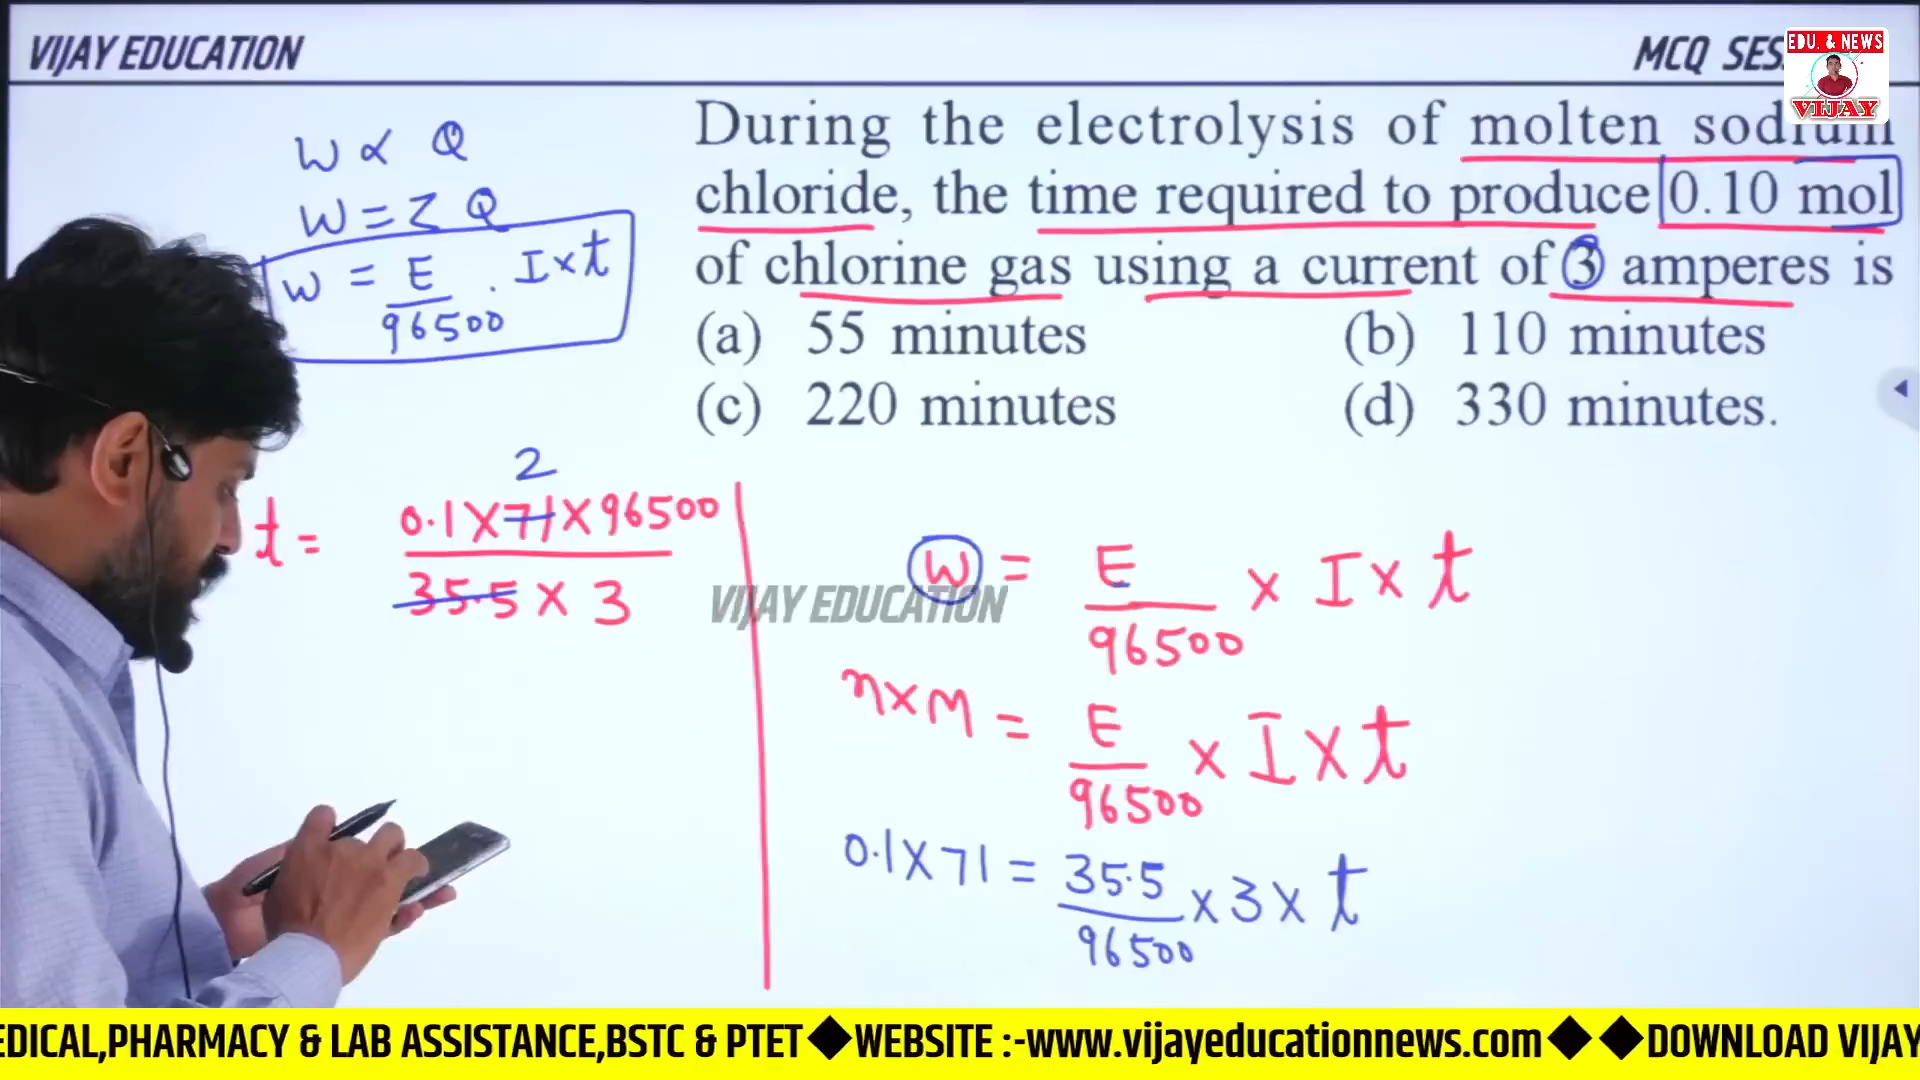 VIJAY EDUCATION
MCQ SES
EDU. & NEWS
VIJAY
During the electrolysis of molten sodium
chloride, the time required to produce 0.10 mol
of chlorine gas using a current of 3 amperes is
(a) 55 minutes (b) 110 minutes
(c) 220 minutes (d) 330 minutes.
W ∝ Q
W = Z Q
W = E/96500 . I × t
2
t = 0.1 × 71 × 96500 / 35.5 × 3
W = E/96500 × I × t
n × M = E/96500 × I × t
0.1 × 71 = 35.5/96500 × 3 × t
VIJAY EDUCATION
EDICAL,PHARMACY & LAB ASSISTANCE,BSTC & PTET◆WEBSITE :-www.vijayeducationnews.com◆ ◆DOWNLOAD VIJAY